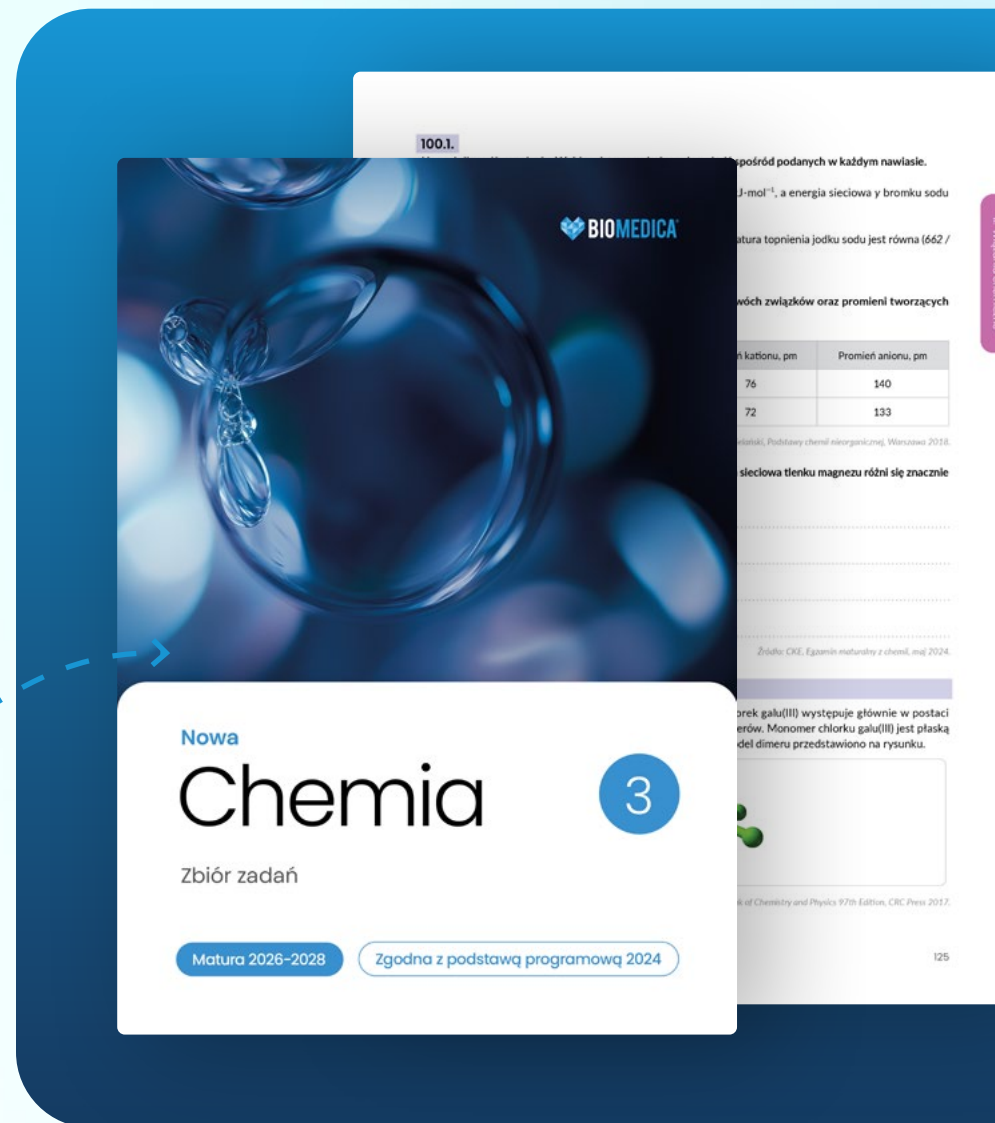 100.1.
spośród podanych w każdym nawiasie.
J·mol⁻¹, a energia sieciowa y bromku sodu
atura topnienia jodku sodu jest równa (662 /
wóch związków oraz promieni tworzących
kationu, pm Promień anionu, pm
76 140
72 133
Podstawy chemii nieorganicznej, Warszawa 2018.
sieciowa tlenku magnezu różni się znacznie
Źródło: CKE, Egzamin maturalny z chemii, maj 2024.
orek galu(III) występuje głównie w postaci
erów. Monomer chlorku galu(III) jest płaską
del dimeru przedstawiono na rysunku.
of Chemistry and Physics 97th Edition, CRC Press 2017.
125
BIOMEDICA
Nowa
Chemia
3
Zbiór zadań
Matura 2026-2028
Zgodna z podstawą programową 2024